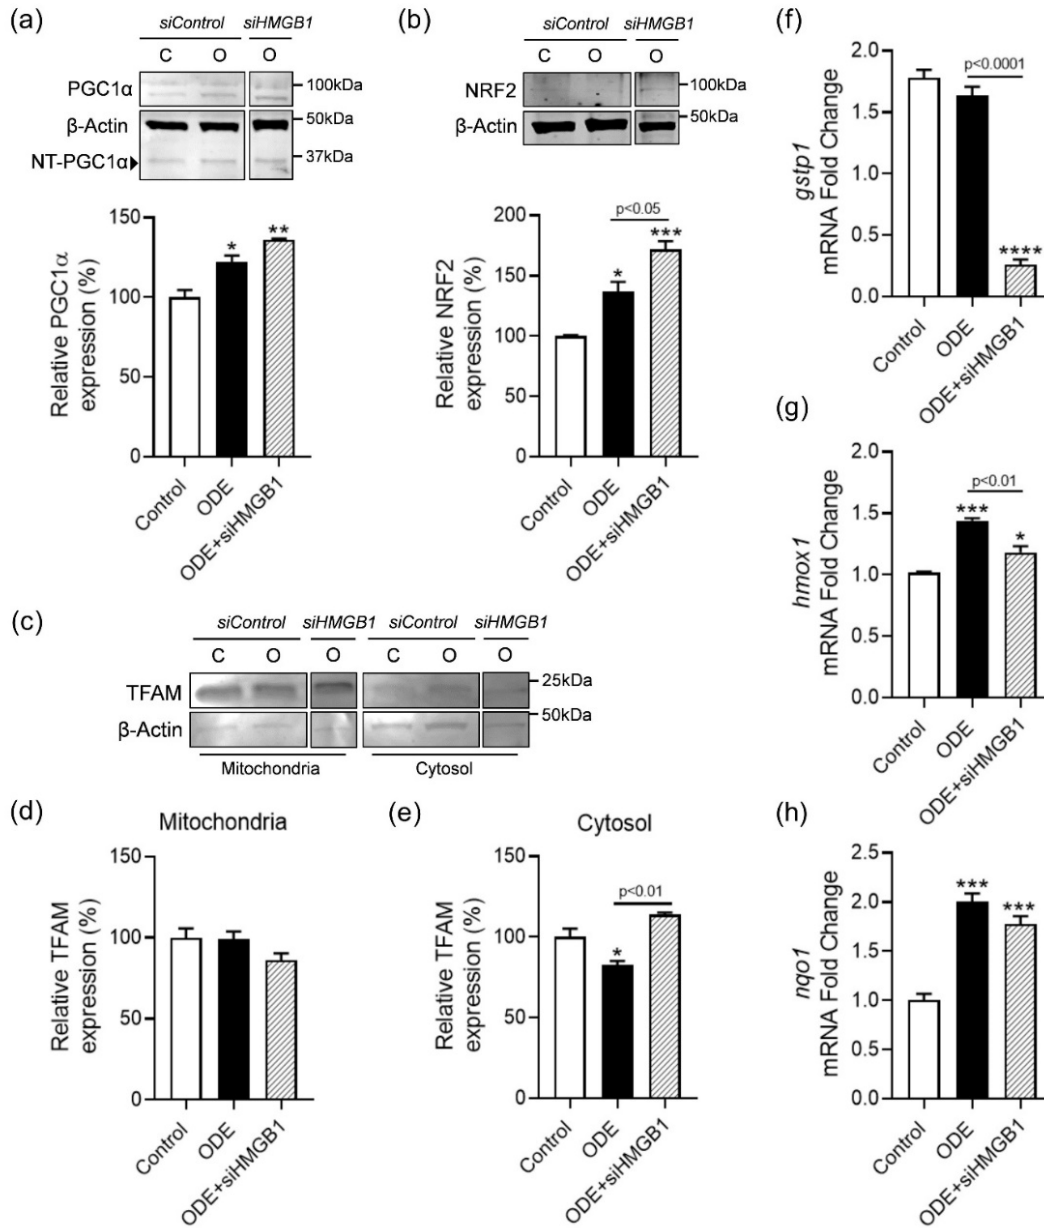 (a)
siControl siHMGB1
C O O
PGC1α
100kDa
β-Actin
50kDa
NT-PGC1α
37kDa
Relative PGC1α
expression (%)
150
100
50
0
*
**
Control
ODE
ODE+siHMGB1
(b)
siControl siHMGB1
C O O
NRF2
100kDa
β-Actin
50kDa
Relative NRF2
expression (%)
200
150
100
50
0
p<0.05
*
***
Control
ODE
ODE+siHMGB1
(c)
siControl siHMGB1 siControl siHMGB1
C O O C O O
TFAM
25kDa
β-Actin
50kDa
Mitochondria Cytosol
(d)
Mitochondria
Relative TFAM
expression (%)
150
100
50
0
Control
ODE
ODE+siHMGB1
(e)
Cytosol
Relative TFAM
expression (%)
150
100
50
0
p<0.01
*
Control
ODE
ODE+siHMGB1
(f)
gstp1
mRNA Fold Change
2.0
1.5
1.0
0.5
0.0
p<0.0001
****
Control
ODE
ODE+siHMGB1
(g)
hmox1
mRNA Fold Change
2.0
1.5
1.0
0.5
0.0
p<0.01
***
*
Control
ODE
ODE+siHMGB1
(h)
nqo1
mRNA Fold Change
2.5
2.0
1.5
1.0
0.5
0.0
***
***
Control
ODE
ODE+siHMGB1